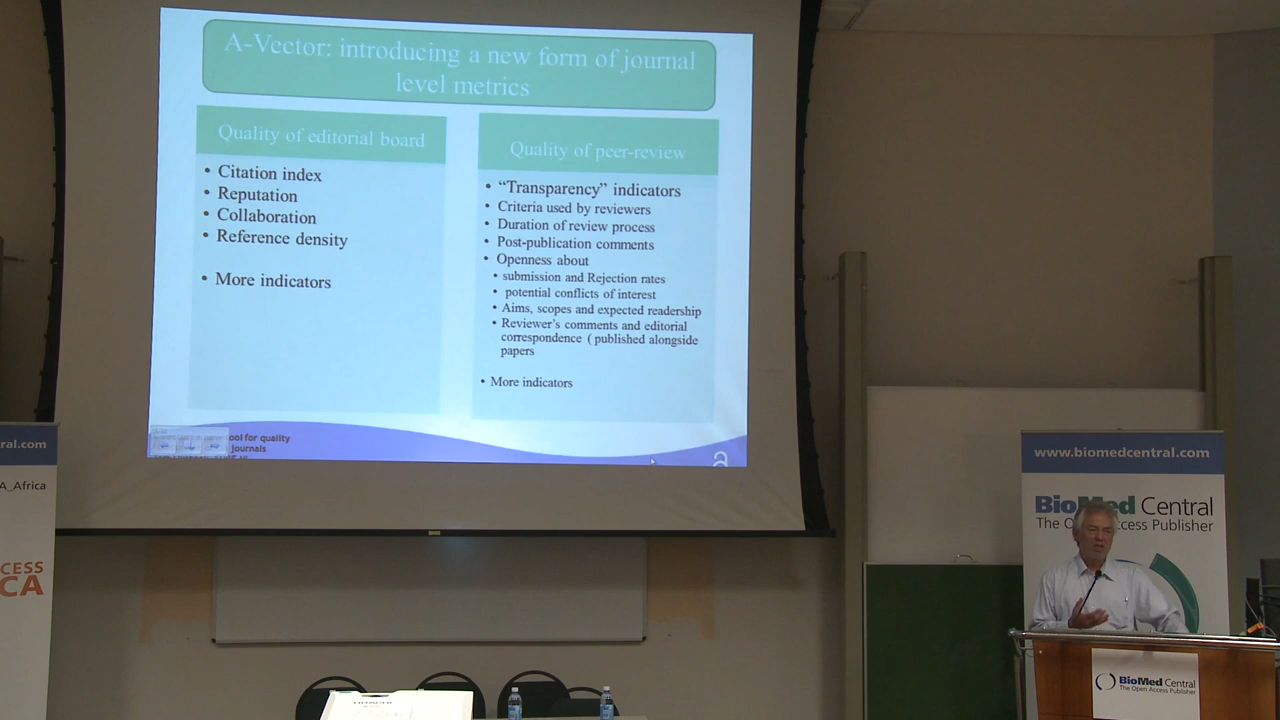 A-Vector: introducing a new form of journal
level metrics
Quality of editorial board
• Citation index
• Reputation
• Collaboration
• Reference density
• More indicators
Quality of peer-review
• “Transparency” indicators
• Criteria used by reviewers
• Duration of review process
• Post-publication comments
• Openness about
• submission and Rejection rates
• potential conflicts of interest
• Aims, scopes and expected readership
• Reviewer’s comments and editorial
correspondence ( published alongside
papers
• More indicators
ool for quality
journals
ral.com
A_Africa
CESS
CA
www.biomedcentral.com
BioMed Central
The Open Access Publisher
BioMed Central
The Open Access Publisher
HITACHI